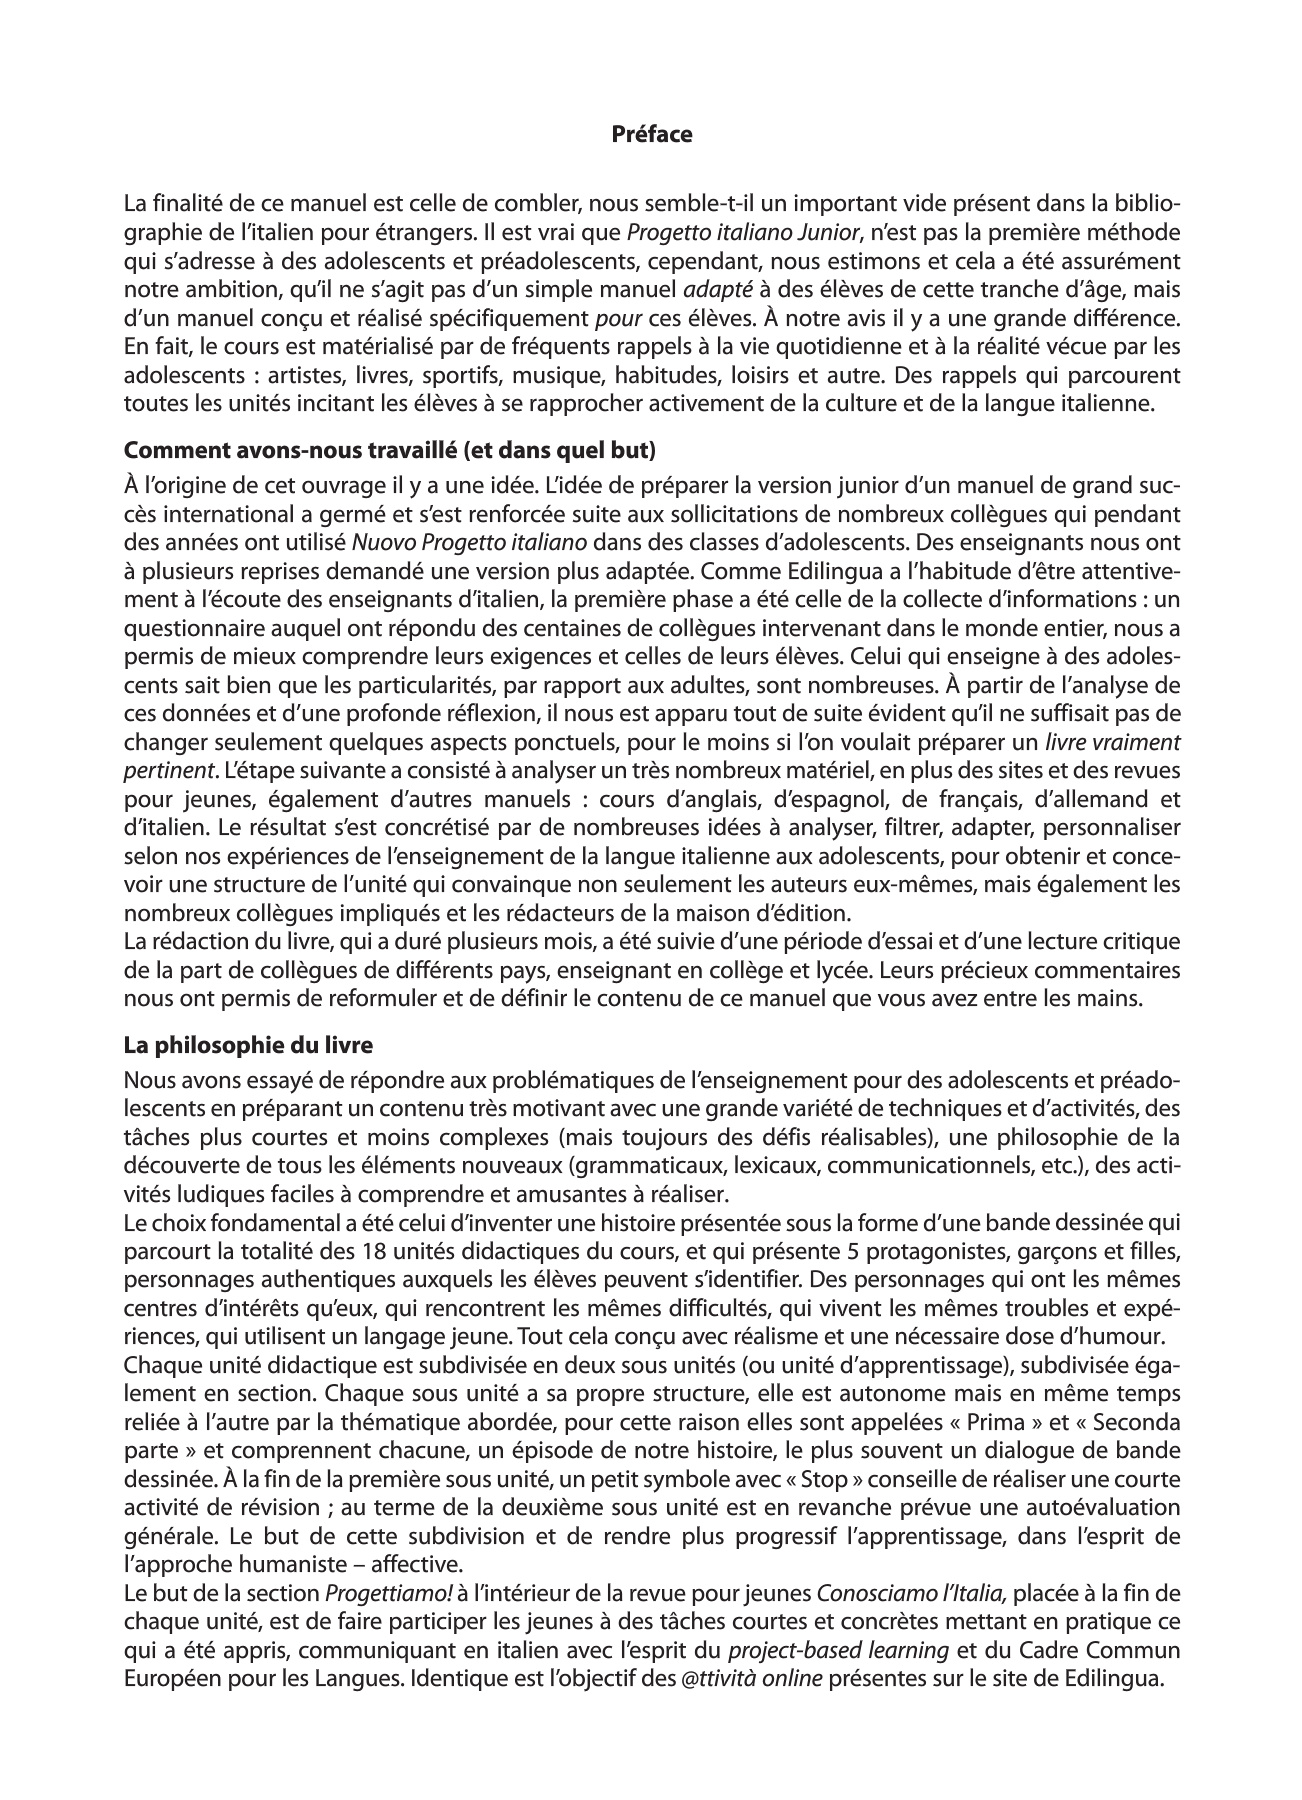 Préface
La finalité de ce manuel est celle de combler, nous semble-t-il un important vide présent dans la biblio-
graphie de l’italien pour étrangers. Il est vrai que Progetto italiano Junior, n’est pas la première méthode
qui s’adresse à des adolescents et préadolescents, cependant, nous estimons et cela a été assurément
notre ambition, qu’il ne s’agit pas d’un simple manuel adapté à des élèves de cette tranche d’âge, mais
d’un manuel conçu et réalisé spécifiquement pour ces élèves. À notre avis il y a une grande différence.
En fait, le cours est matérialisé par de fréquents rappels à la vie quotidienne et à la réalité vécue par les
adolescents : artistes, livres, sportifs, musique, habitudes, loisirs et autre. Des rappels qui parcourent
toutes les unités incitant les élèves à se rapprocher activement de la culture et de la langue italienne.
Comment avons-nous travaillé (et dans quel but)
À l’origine de cet ouvrage il y a une idée. L’idée de préparer la version junior d’un manuel de grand suc-
cès international a germé et s’est renforcée suite aux sollicitations de nombreux collègues qui pendant
des années ont utilisé Nuovo Progetto italiano dans des classes d’adolescents. Des enseignants nous ont
à plusieurs reprises demandé une version plus adaptée. Comme Edilingua a l’habitude d’être attentive-
ment à l’écoute des enseignants d’italien, la première phase a été celle de la collecte d’informations : un
questionnaire auquel ont répondu des centaines de collègues intervenant dans le monde entier, nous a
permis de mieux comprendre leurs exigences et celles de leurs élèves. Celui qui enseigne à des adoles-
cents sait bien que les particularités, par rapport aux adultes, sont nombreuses. À partir de l’analyse de
ces données et d’une profonde réflexion, il nous est apparu tout de suite évident qu’il ne suffisait pas de
changer seulement quelques aspects ponctuels, pour le moins si l’on voulait préparer un livre vraiment
pertinent. L’étape suivante a consisté à analyser un très nombreux matériel, en plus des sites et des revues
pour jeunes, également d’autres manuels : cours d’anglais, d’espagnol, de français, d’allemand et
d’italien. Le résultat s’est concrétisé par de nombreuses idées à analyser, filtrer, adapter, personnaliser
selon nos expériences de l’enseignement de la langue italienne aux adolescents, pour obtenir et conce-
voir une structure de l’unité qui convainque non seulement les auteurs eux-mêmes, mais également les
nombreux collègues impliqués et les rédacteurs de la maison d’édition.
La rédaction du livre, qui a duré plusieurs mois, a été suivie d’une période d’essai et d’une lecture critique
de la part de collègues de différents pays, enseignant en collège et lycée. Leurs précieux commentaires
nous ont permis de reformuler et de définir le contenu de ce manuel que vous avez entre les mains.
La philosophie du livre
Nous avons essayé de répondre aux problématiques de l’enseignement pour des adolescents et préado-
lescents en préparant un contenu très motivant avec une grande variété de techniques et d’activités, des
tâches plus courtes et moins complexes (mais toujours des défis réalisables), une philosophie de la
découverte de tous les éléments nouveaux (grammaticaux, lexicaux, communicationnels, etc.), des acti-
vités ludiques faciles à comprendre et amusantes à réaliser.
Le choix fondamental a été celui d’inventer une histoire présentée sous la forme d’une bande dessinée qui
parcourt la totalité des 18 unités didactiques du cours, et qui présente 5 protagonistes, garçons et filles,
personnages authentiques auxquels les élèves peuvent s’identifier. Des personnages qui ont les mêmes
centres d’intérêts qu’eux, qui rencontrent les mêmes difficultés, qui vivent les mêmes troubles et expé-
riences, qui utilisent un langage jeune. Tout cela conçu avec réalisme et une nécessaire dose d’humour.
Chaque unité didactique est subdivisée en deux sous unités (ou unité d’apprentissage), subdivisée éga-
lement en section. Chaque sous unité a sa propre structure, elle est autonome mais en même temps
reliée à l’autre par la thématique abordée, pour cette raison elles sont appelées « Prima » et « Seconda
parte » et comprennent chacune, un épisode de notre histoire, le plus souvent un dialogue de bande
dessinée. À la fin de la première sous unité, un petit symbole avec « Stop » conseille de réaliser une courte
activité de révision ; au terme de la deuxième sous unité est en revanche prévue une autoévaluation
générale. Le but de cette subdivision et de rendre plus progressif l’apprentissage, dans l’esprit de
l’approche humaniste – affective.
Le but de la section Progettiamo! à l’intérieur de la revue pour jeunes Conosciamo l’Italia, placée à la fin de
chaque unité, est de faire participer les jeunes à des tâches courtes et concrètes mettant en pratique ce
qui a été appris, communiquant en italien avec l’esprit du project-based learning et du Cadre Commun
Européen pour les Langues. Identique est l’objectif des @ttività online présentes sur le site de Edilingua.